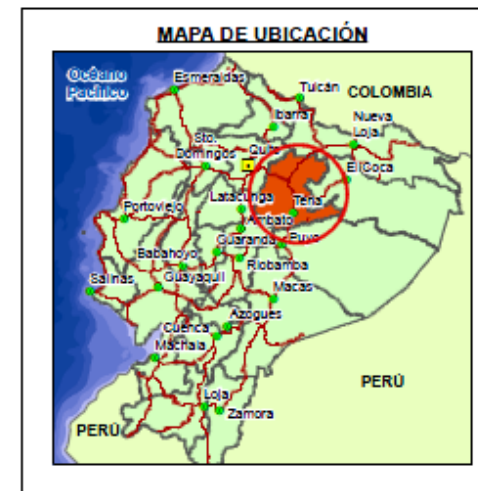 MAPA DE UBICACIÓN
Océano
Pacífico
Esmeraldas
Tulcán
COLOMBIA
Ibarra
Nueva
Loja
Sto.
Domingos
Quito
El Coca
Latacunga
Tena
Portoviejo
Ambato
Puyo
Guaranda
Babahoyo
Riobamba
Salinas
Guayaquil
Macas
Azogues
Cuenca
Machala
PERÚ
Loja
Zamora
PERÚ